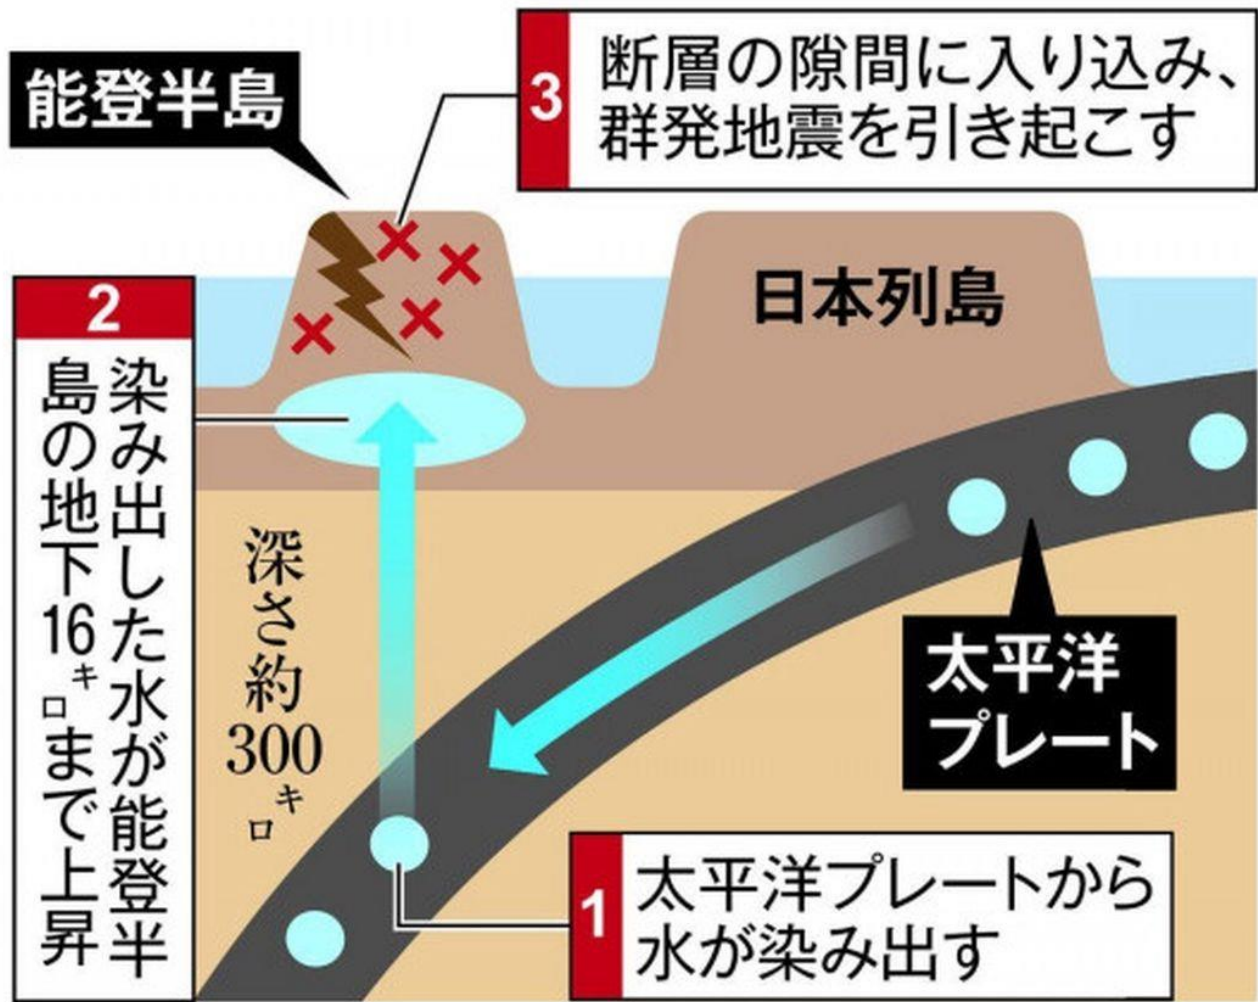 能登半島
3
断層の隙間に入り込み、
群発地震を引き起こす
日本列島
2
染み出した水が能登半
島の地下16キロまで上昇
深さ約300キロ
太平洋
プレート
1
太平洋プレートから
水が染み出す